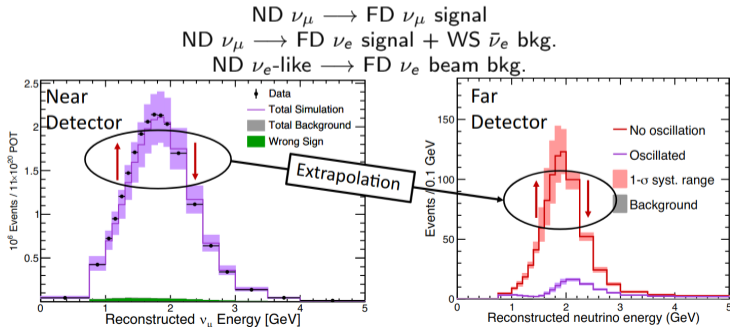 ND νμ ⟶ FD νμ signal
ND νμ ⟶ FD νe signal + WS ν̄e bkg.
ND νe-like ⟶ FD νe beam bkg.
Near
Detector
Data
Total Simulation
Total Background
Wrong Sign
10⁶ Events / 11×10²⁰ POT
2.5
2
1.5
1
0.5
0 1 2 3 4 5
Reconstructed νμ Energy [GeV]
Extrapolation
Far
Detector
No oscillation
Oscillated
1-σ syst. range
Background
Events / 0.1 GeV
150
100
50
0
0 1 2 3 4 5
Reconstructed neutrino energy (GeV)